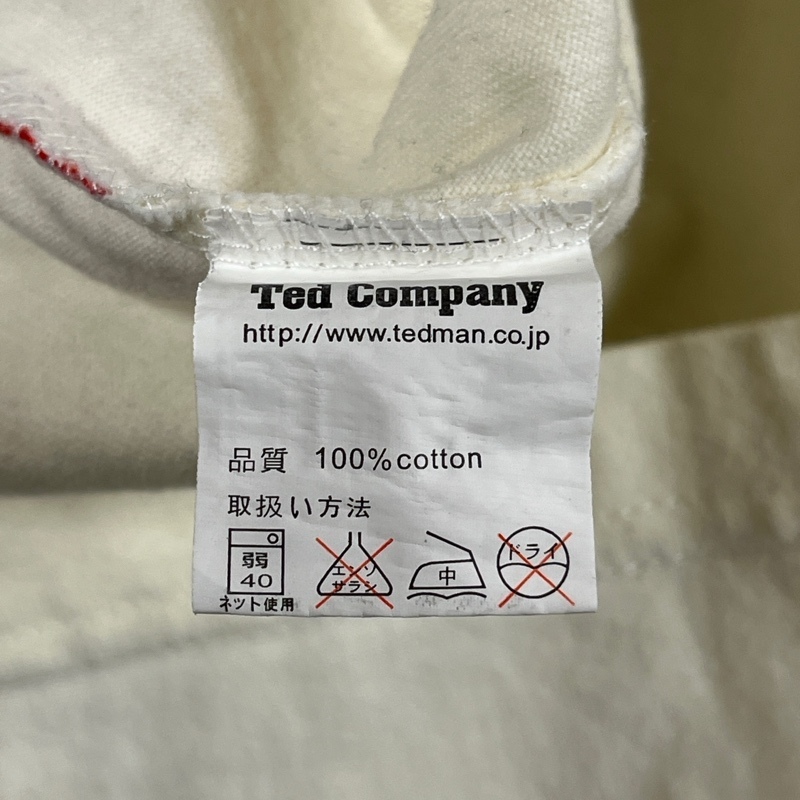 Ted Company
http://www.tedman.co.jp
品質 100%cotton
取扱い方法
弱
40
ネット使用
エンソ
サラシ
中
ドライ